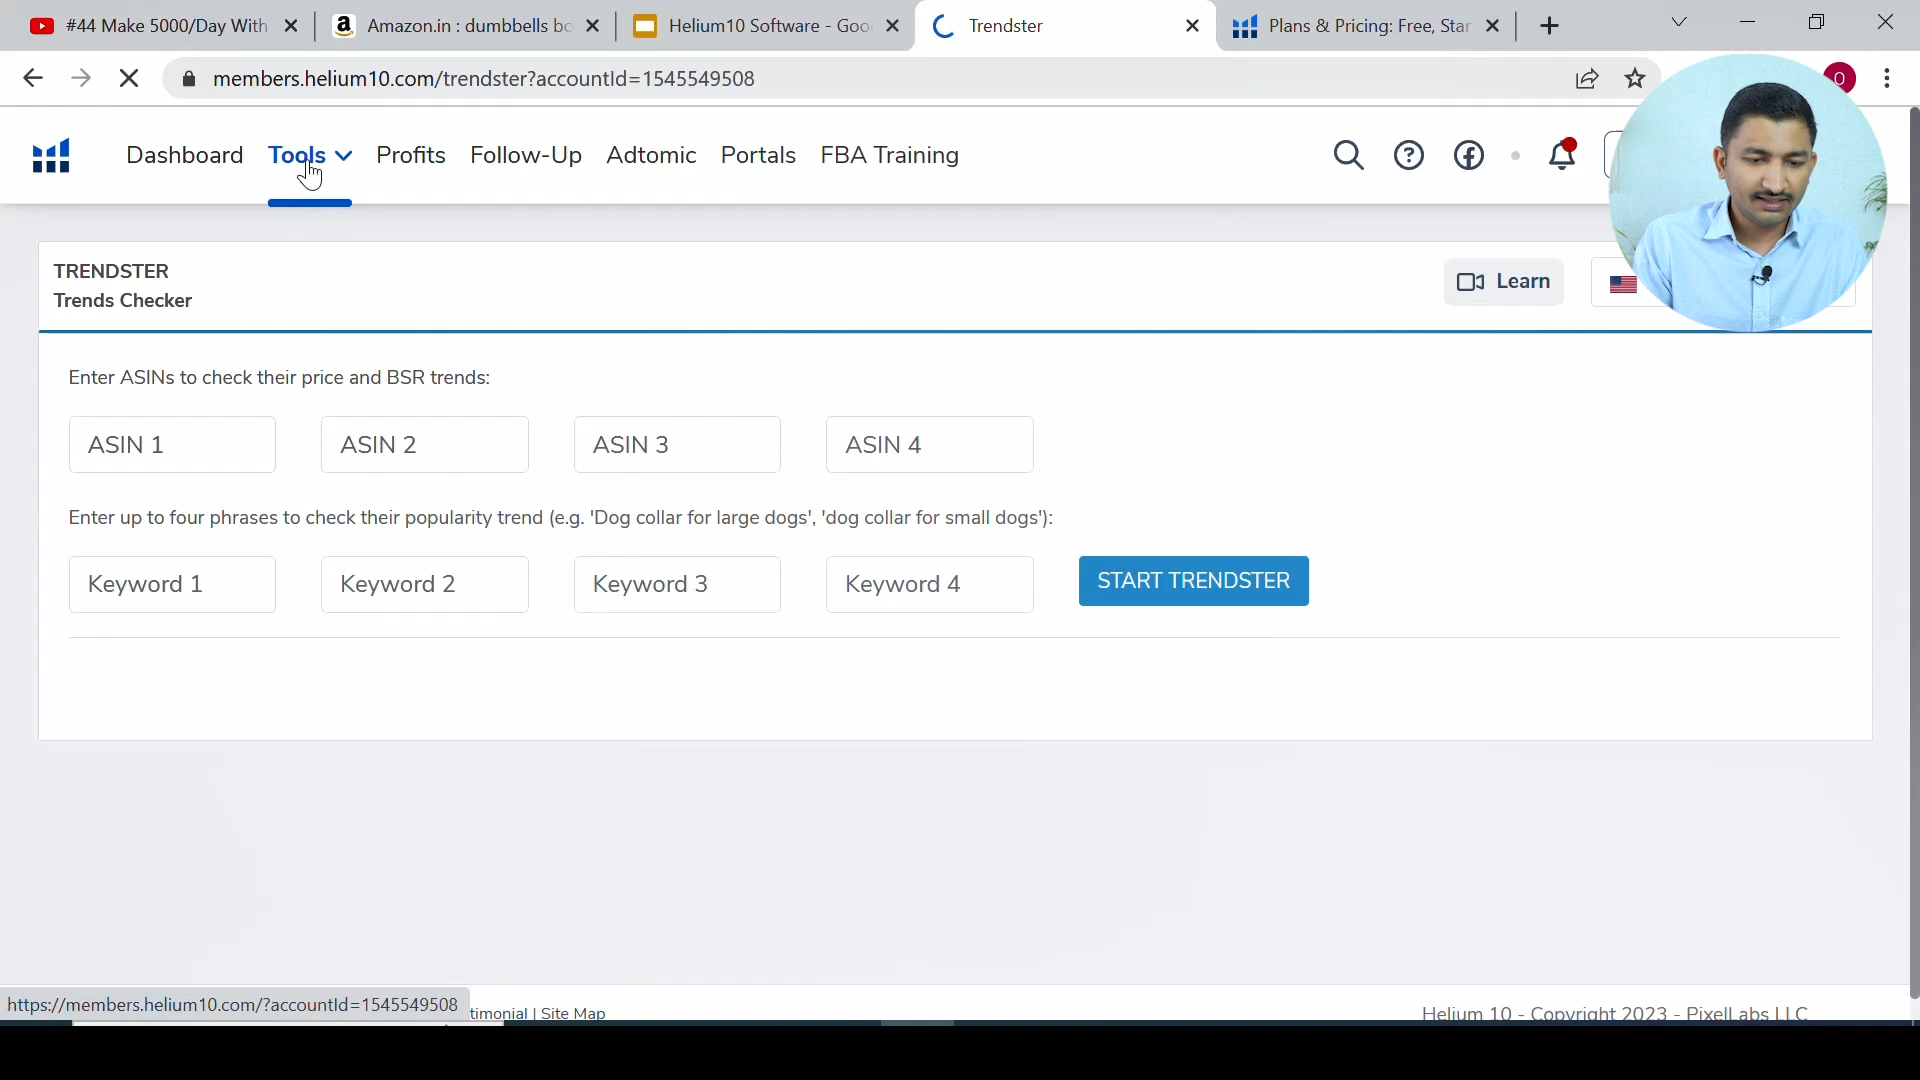 #44 Make 5000/Day With
Amazon.in : dumbbells bo
Helium10 Software - Goo
Trendster
Plans & Pricing: Free, Star
members.helium10.com/trendster?accountId=1545549508
Dashboard Tools Profits Follow-Up Adtomic Portals FBA Training
TRENDSTER
Trends Checker
Learn
Enter ASINs to check their price and BSR trends:
ASIN 1 ASIN 2 ASIN 3 ASIN 4
Enter up to four phrases to check their popularity trend (e.g. 'Dog collar for large dogs', 'dog collar for small dogs'):
Keyword 1 Keyword 2 Keyword 3 Keyword 4 START TRENDSTER
https://members.helium10.com/?accountId=1545549508
timonial | Site Map
Helium 10 - Copyright 2023 - PixelLabs LLC